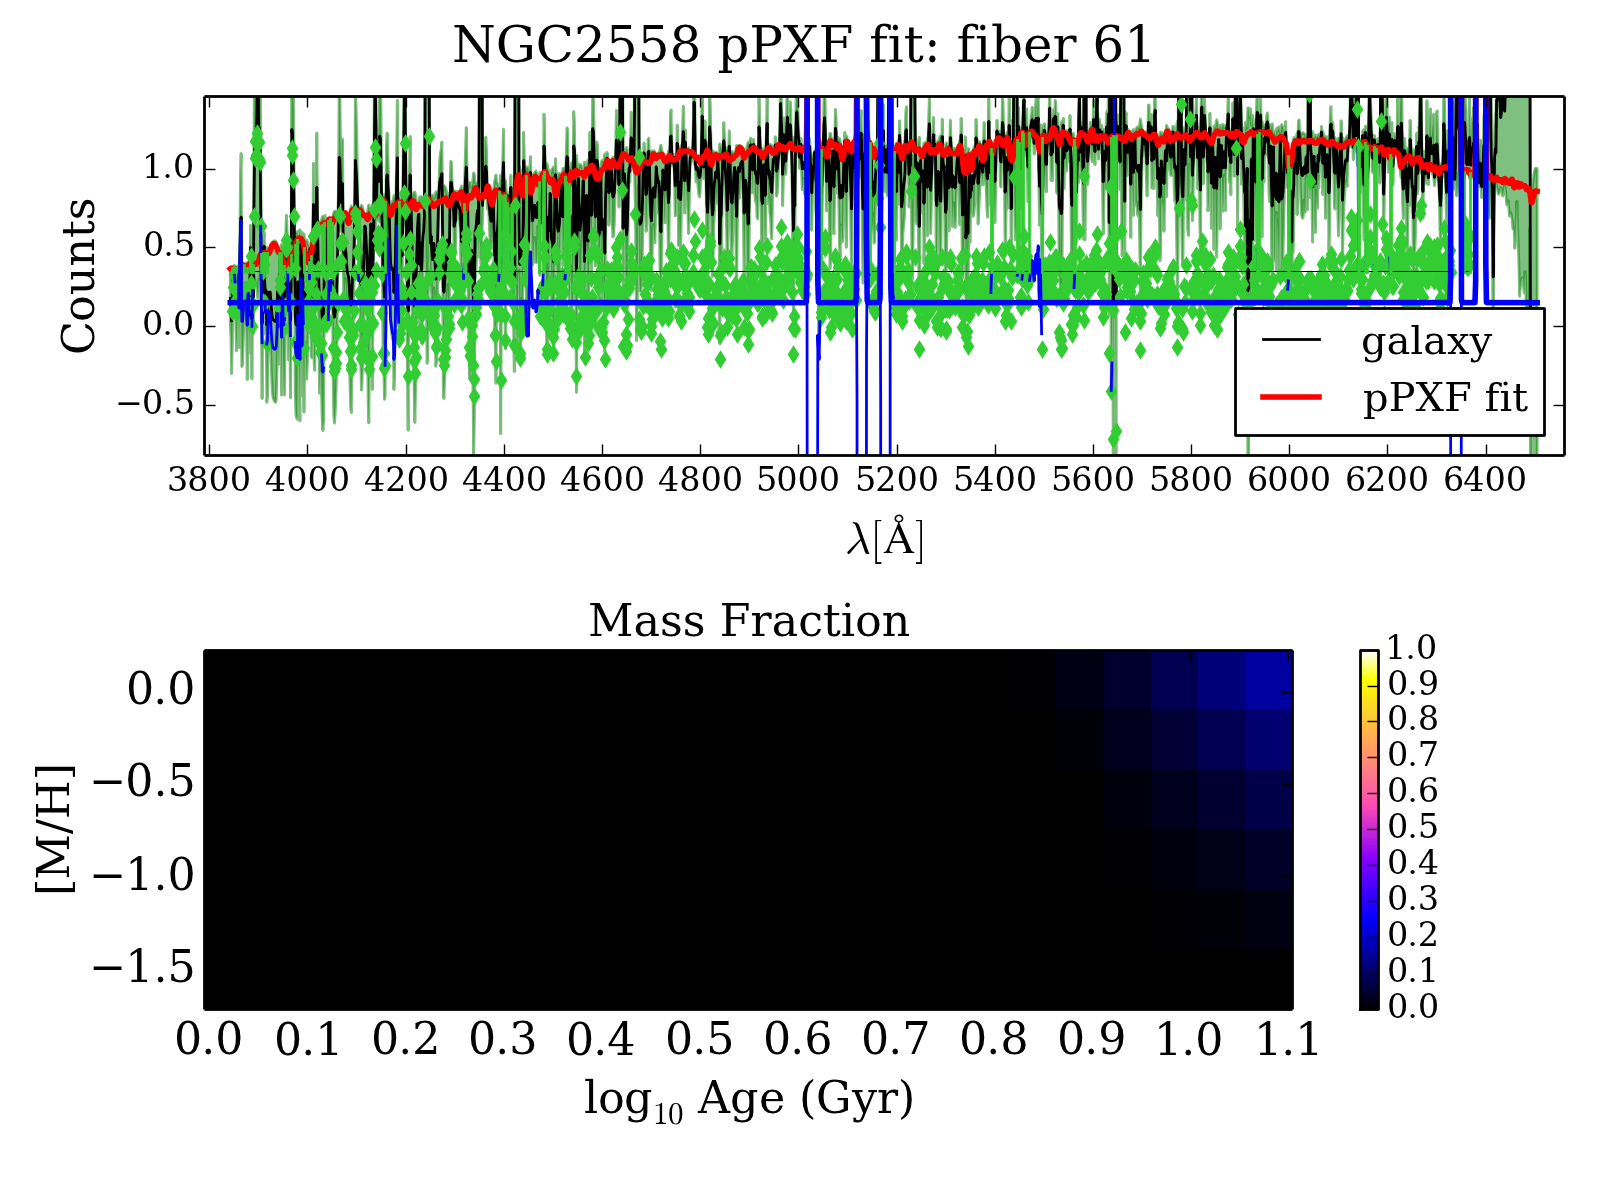 NGC2558 pPXF fit: fiber 61
Counts
1.0
0.5
0.0
−0.5
galaxy
pPXF fit
3800 4000 4200 4400 4600 4800 5000 5200 5400 5600 5800 6000 6200 6400
λ[Å]
Mass Fraction
[M/H]
0.0
−0.5
−1.0
−1.5
0.0 0.1 0.2 0.3 0.4 0.5 0.6 0.7 0.8 0.9 1.0 1.1
log₁₀ Age (Gyr)
1.0
0.9
0.8
0.7
0.6
0.5
0.4
0.3
0.2
0.1
0.0